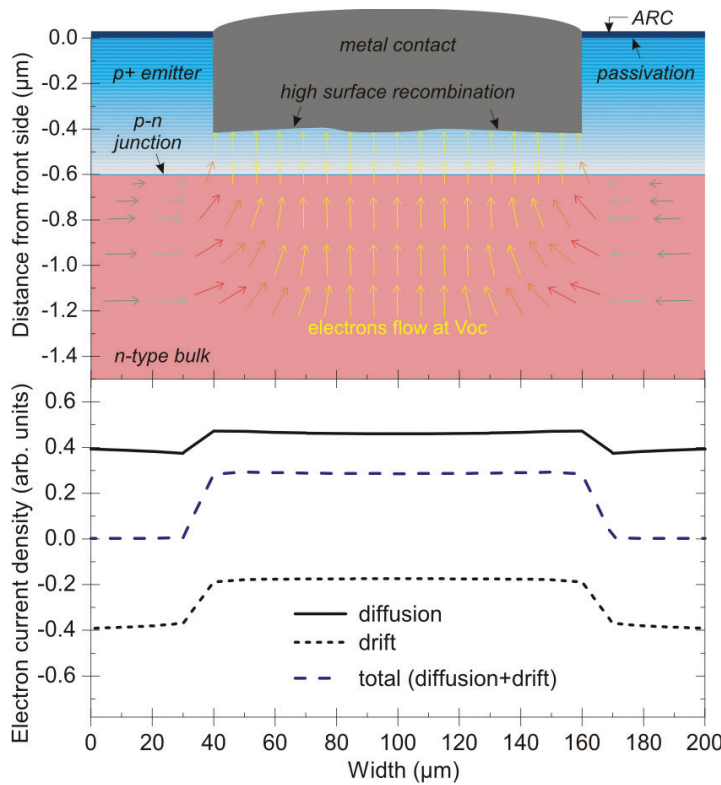 ARC
0.0
metal contact
p+ emitter
passivation
-0.2
high surface recombination
-0.4
p-n
junction
-0.6
-0.8
-1.0
-1.2
electrons flow at Voc
n-type bulk
-1.4
Distance from front side (µm)
0.6
0.4
0.2
0.0
-0.2
-0.4
-0.6
Electron current density (arb. units)
diffusion
drift
total (diffusion+drift)
0 20 40 60 80 100 120 140 160 180 200
Width (µm)